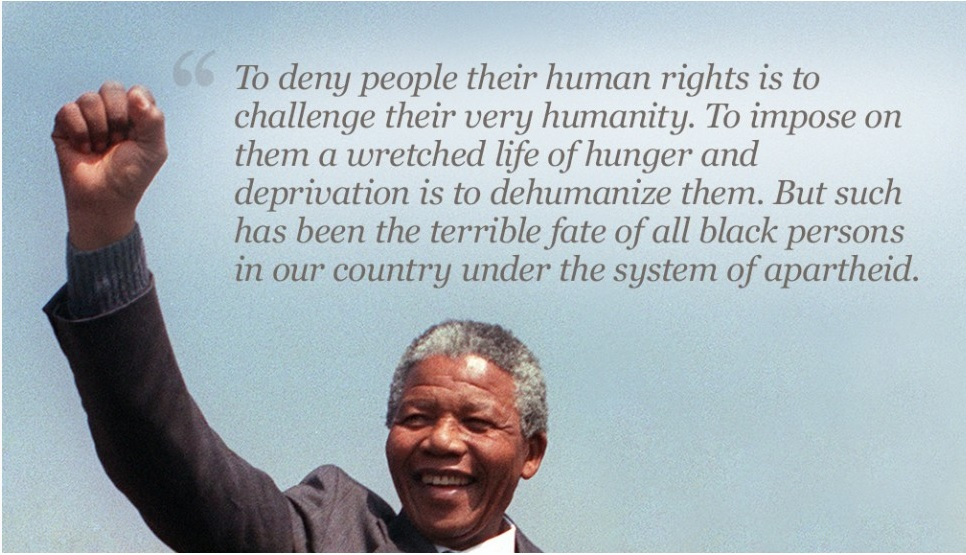 “ To deny people their human rights is to
challenge their very humanity. To impose on
them a wretched life of hunger and
deprivation is to dehumanize them. But such
has been the terrible fate of all black persons
in our country under the system of apartheid.